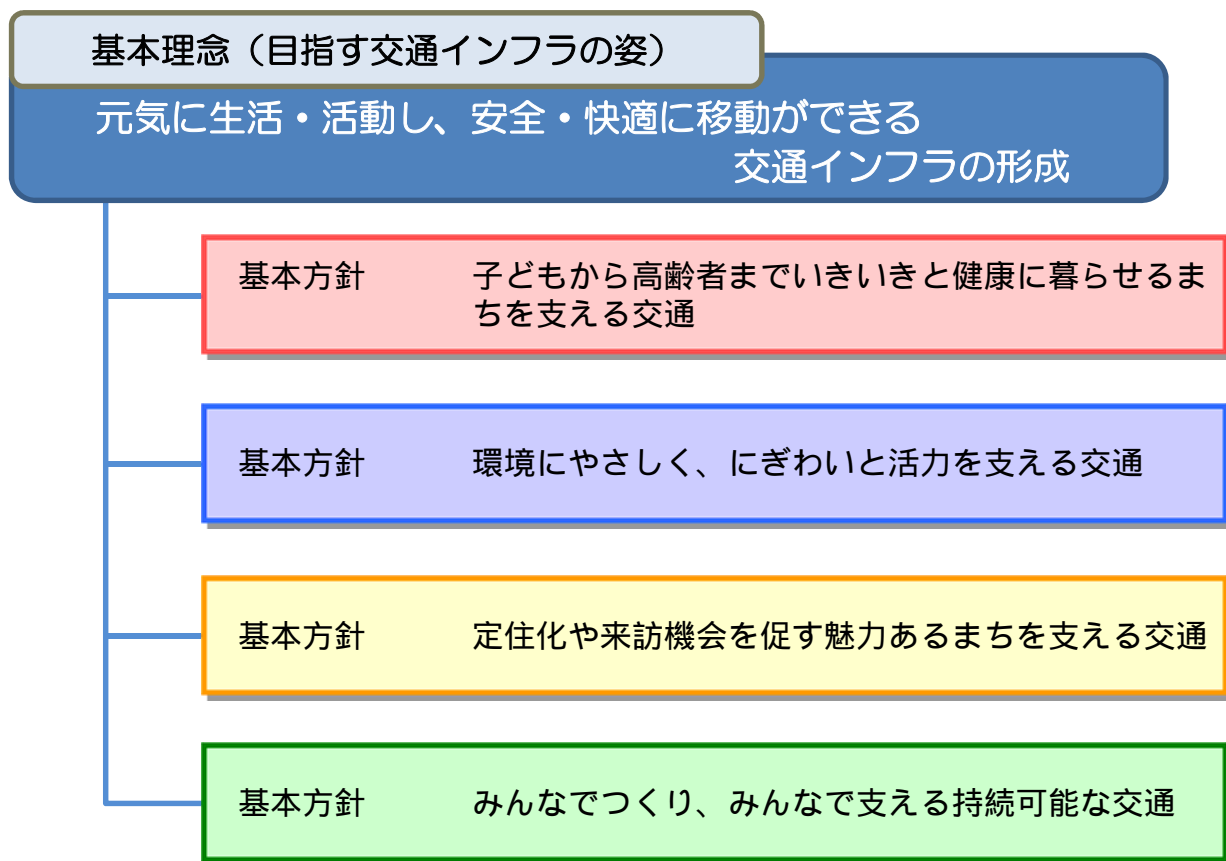 基本理念（目指す交通インフラの姿）
元気に生活・活動し、安全・快適に移動ができる
交通インフラの形成
基本方針 子どもから高齢者までいきいきと健康に暮らせるま
ちを支える交通
基本方針 環境にやさしく、にぎわいと活力を支える交通
基本方針 定住化や来訪機会を促す魅力あるまちを支える交通
基本方針 みんなでつくり、みんなで支える持続可能な交通